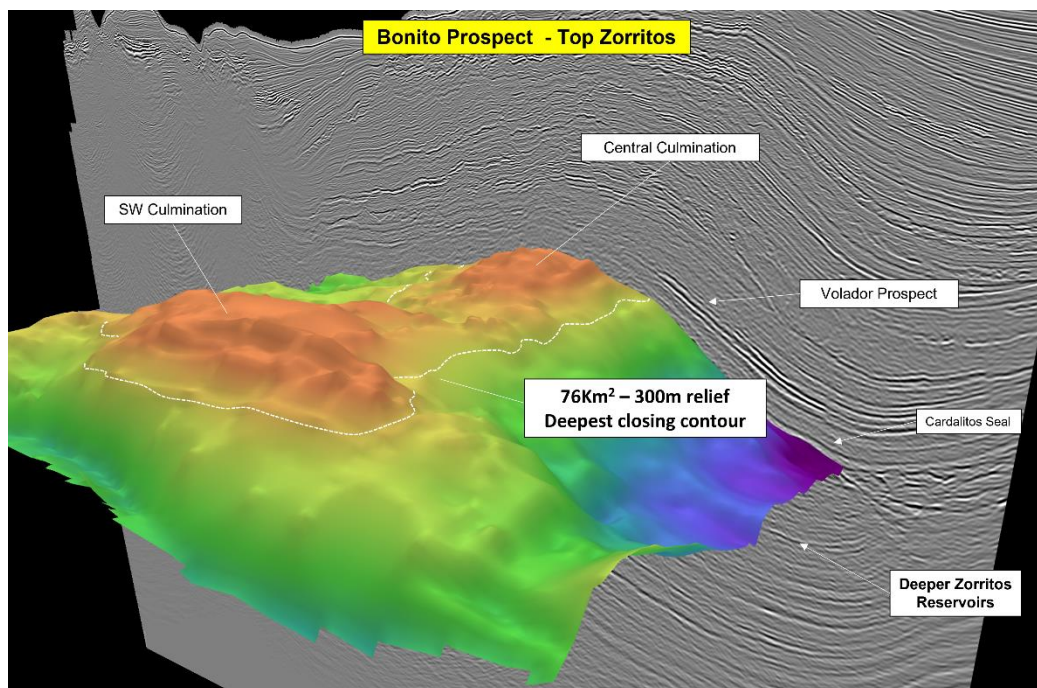 Bonito Prospect - Top Zorritos
Central Culmination
SW Culmination
Volador Prospect
76Km² – 300m relief
Deepest closing contour
Cardalitos Seal
Deeper Zorritos
Reservoirs